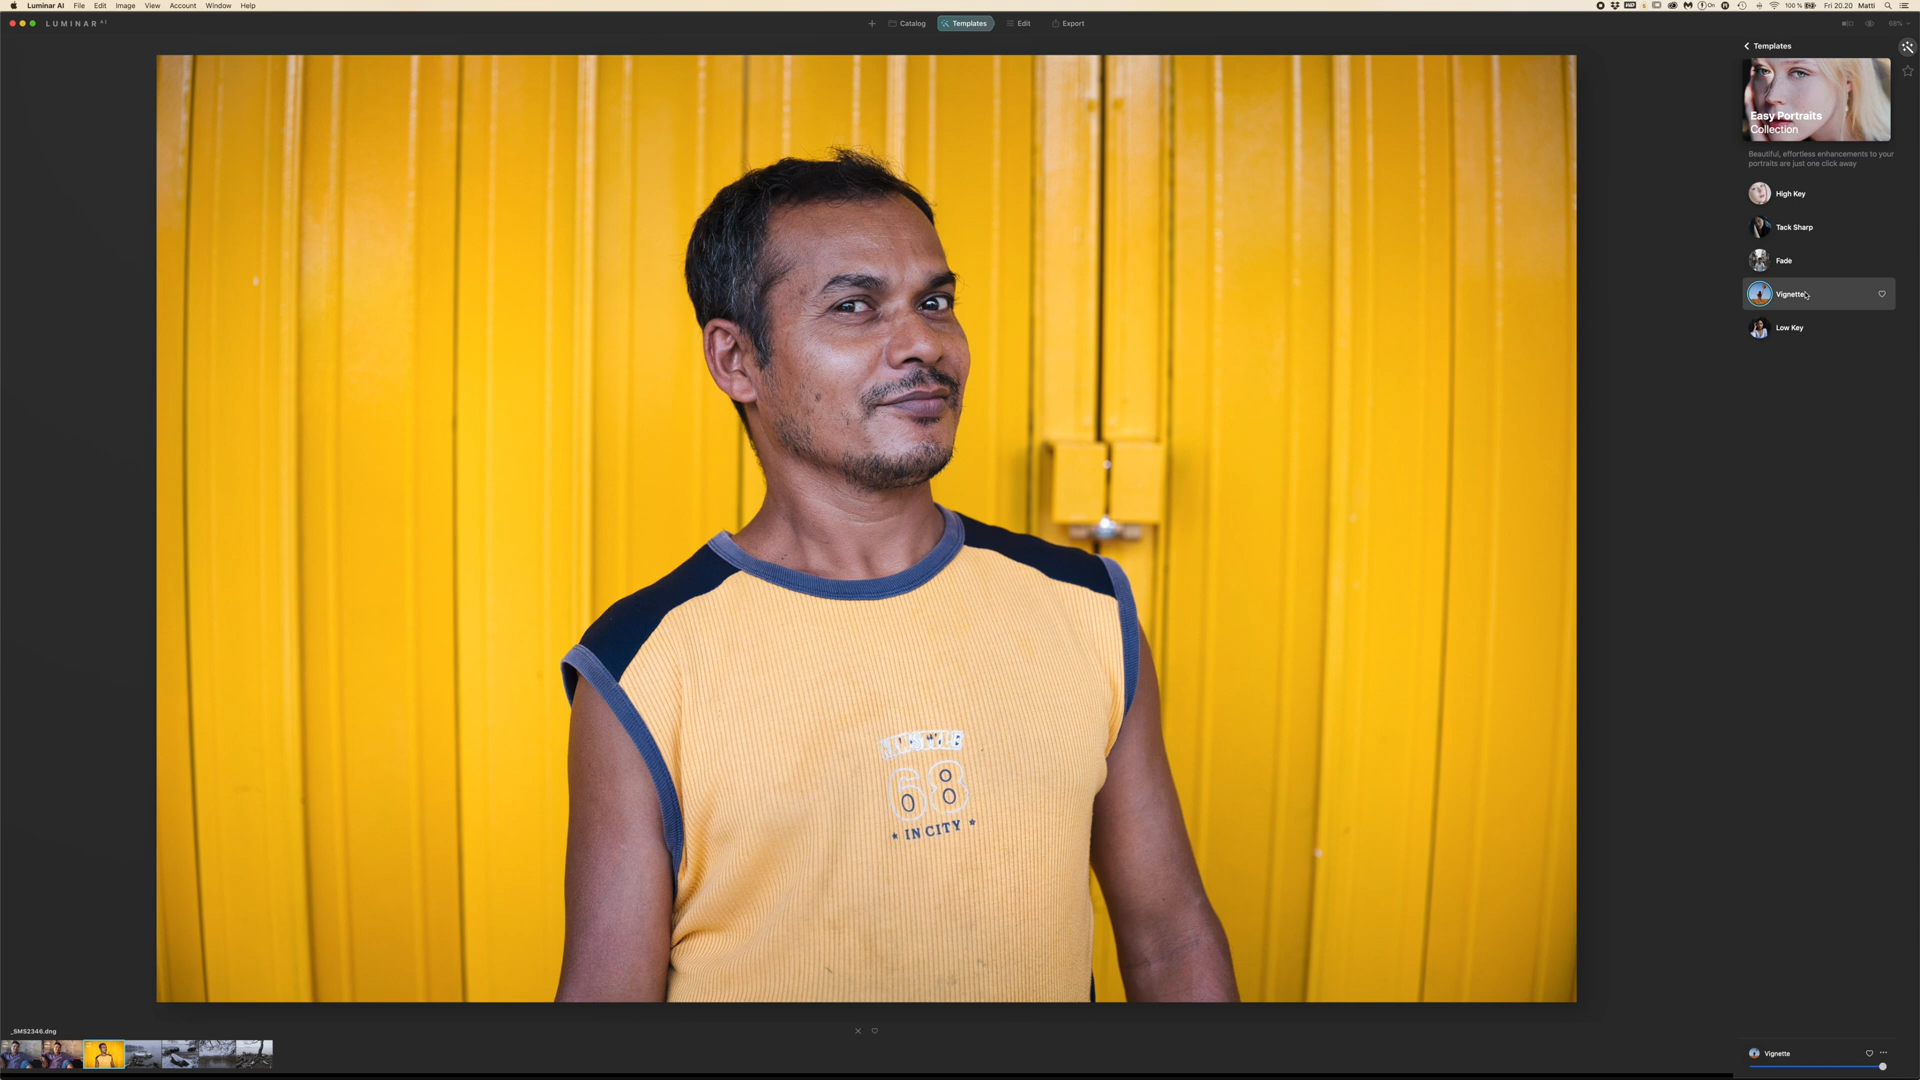 Luminar AI File Edit Image View Account Window Help
100 % Fri 20.20 Matti
LUMINAR AI
Catalog Templates Edit Export
68%
Templates
Easy Portraits
Collection
Beautiful, effortless enhancements to your
portraits are just one click away
High Key
Tack Sharp
Fade
Vignette
Low Key
68
IN CITY
_SMS2346.dng
Vignette